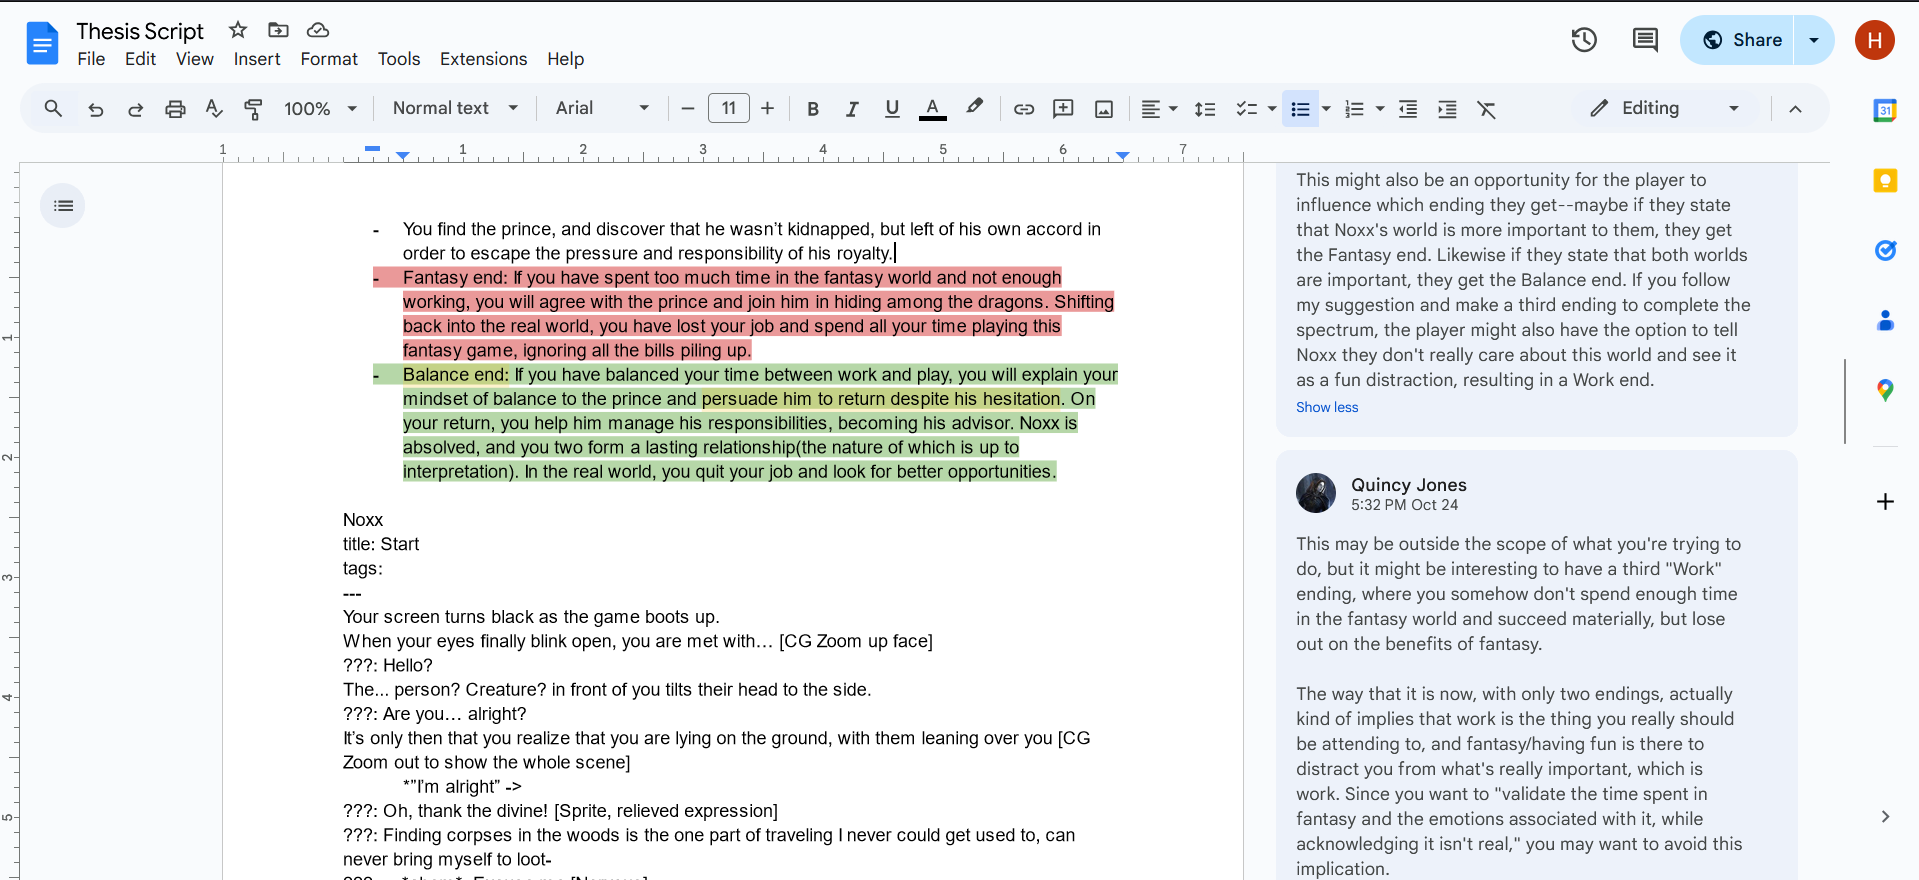 Thesis Script
File Edit View Insert Format Tools Extensions Help
Share
H
100% Normal text Arial 11 B I U A Editing
31
1 1 2 3 4 5 6 7
- You find the prince, and discover that he wasn't kidnapped, but left of his own accord in
order to escape the pressure and responsibility of his royalty.
- Fantasy end: If you have spent too much time in the fantasy world and not enough
working, you will agree with the prince and join him in hiding among the dragons. Shifting
back into the real world, you have lost your job and spend all your time playing this
fantasy game, ignoring all the bills piling up.
- Balance end: If you have balanced your time between work and play, you will explain your
mindset of balance to the prince and persuade him to return despite his hesitation. On
your return, you help him manage his responsibilities, becoming his advisor. Noxx is
absolved, and you two form a lasting relationship(the nature of which is up to
interpretation). In the real world, you quit your job and look for better opportunities.
Noxx
title: Start
tags:
---
Your screen turns black as the game boots up.
When your eyes finally blink open, you are met with… [CG Zoom up face]
???: Hello?
The... person? Creature? in front of you tilts their head to the side.
???: Are you… alright?
It's only then that you realize that you are lying on the ground, with them leaning over you [CG
Zoom out to show the whole scene]
*"I'm alright" ->
???: Oh, thank the divine! [Sprite, relieved expression]
???: Finding corpses in the woods is the one part of traveling I never could get used to, can
never bring myself to loot-
1
2
3
4
5
This might also be an opportunity for the player to
influence which ending they get--maybe if they state
that Noxx's world is more important to them, they get
the Fantasy end. Likewise if they state that both worlds
are important, they get the Balance end. If you follow
my suggestion and make a third ending to complete the
spectrum, the player might also have the option to tell
Noxx they don't really care about this world and see it
as a fun distraction, resulting in a Work end.
Show less
Quincy Jones
5:32 PM Oct 24
This may be outside the scope of what you're trying to
do, but it might be interesting to have a third "Work"
ending, where you somehow don't spend enough time
in the fantasy world and succeed materially, but lose
out on the benefits of fantasy.
The way that it is now, with only two endings, actually
kind of implies that work is the thing you really should
be attending to, and fantasy/having fun is there to
distract you from what's really important, which is
work. Since you want to "validate the time spent in
fantasy and the emotions associated with it, while
acknowledging it isn't real," you may want to avoid this
implication.